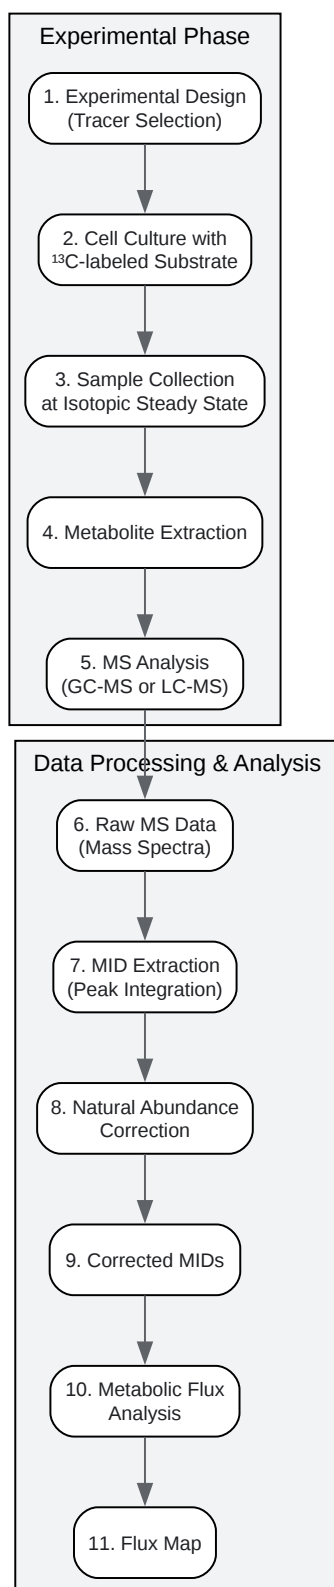 Experimental Phase
1. Experimental Design
(Tracer Selection)
2. Cell Culture with
¹³C-labeled Substrate
3. Sample Collection
at Isotopic Steady State
4. Metabolite Extraction
5. MS Analysis
(GC-MS or LC-MS)
Data Processing & Analysis
6. Raw MS Data
(Mass Spectra)
7. MID Extraction
(Peak Integration)
8. Natural Abundance
Correction
9. Corrected MIDs
10. Metabolic Flux
Analysis
11. Flux Map